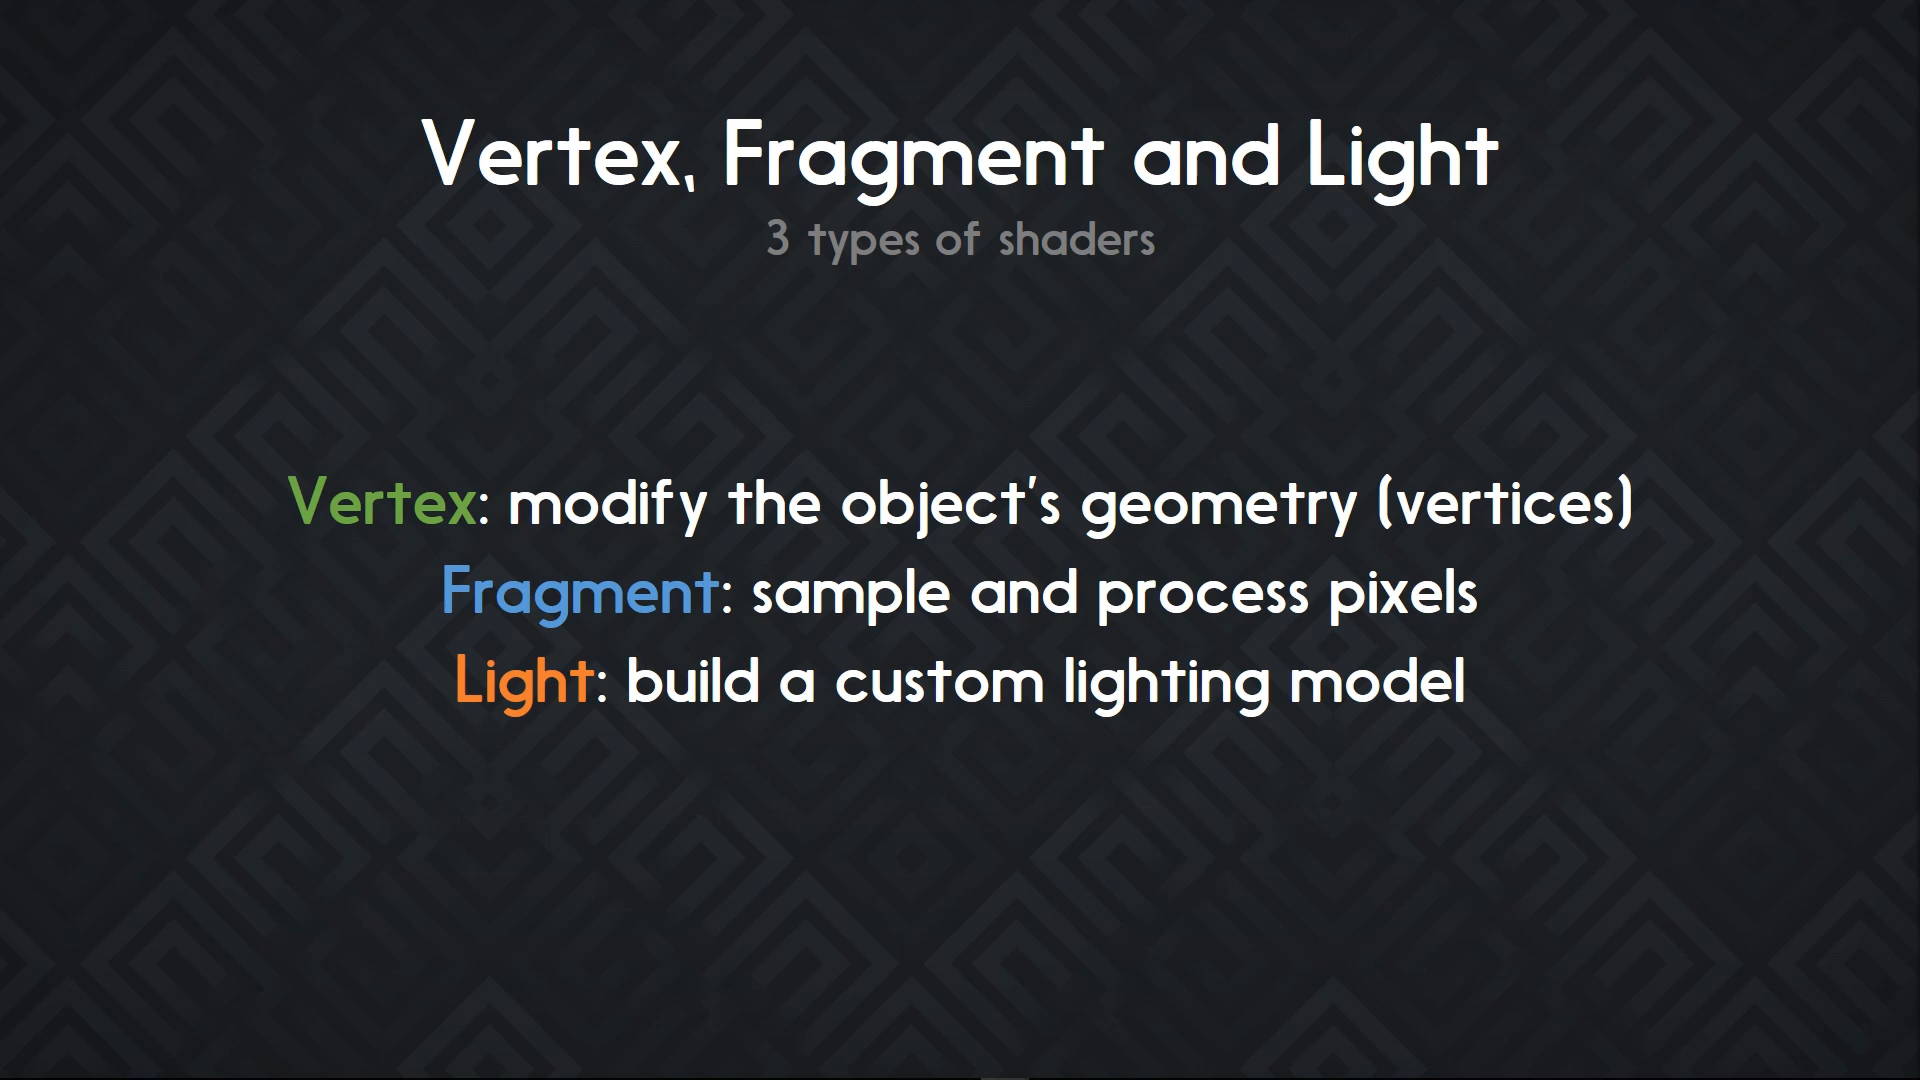 Vertex, Fragment and Light
3 types of shaders
Vertex: modify the object's geometry (vertices)
Fragment: sample and process pixels
Light: build a custom lighting model